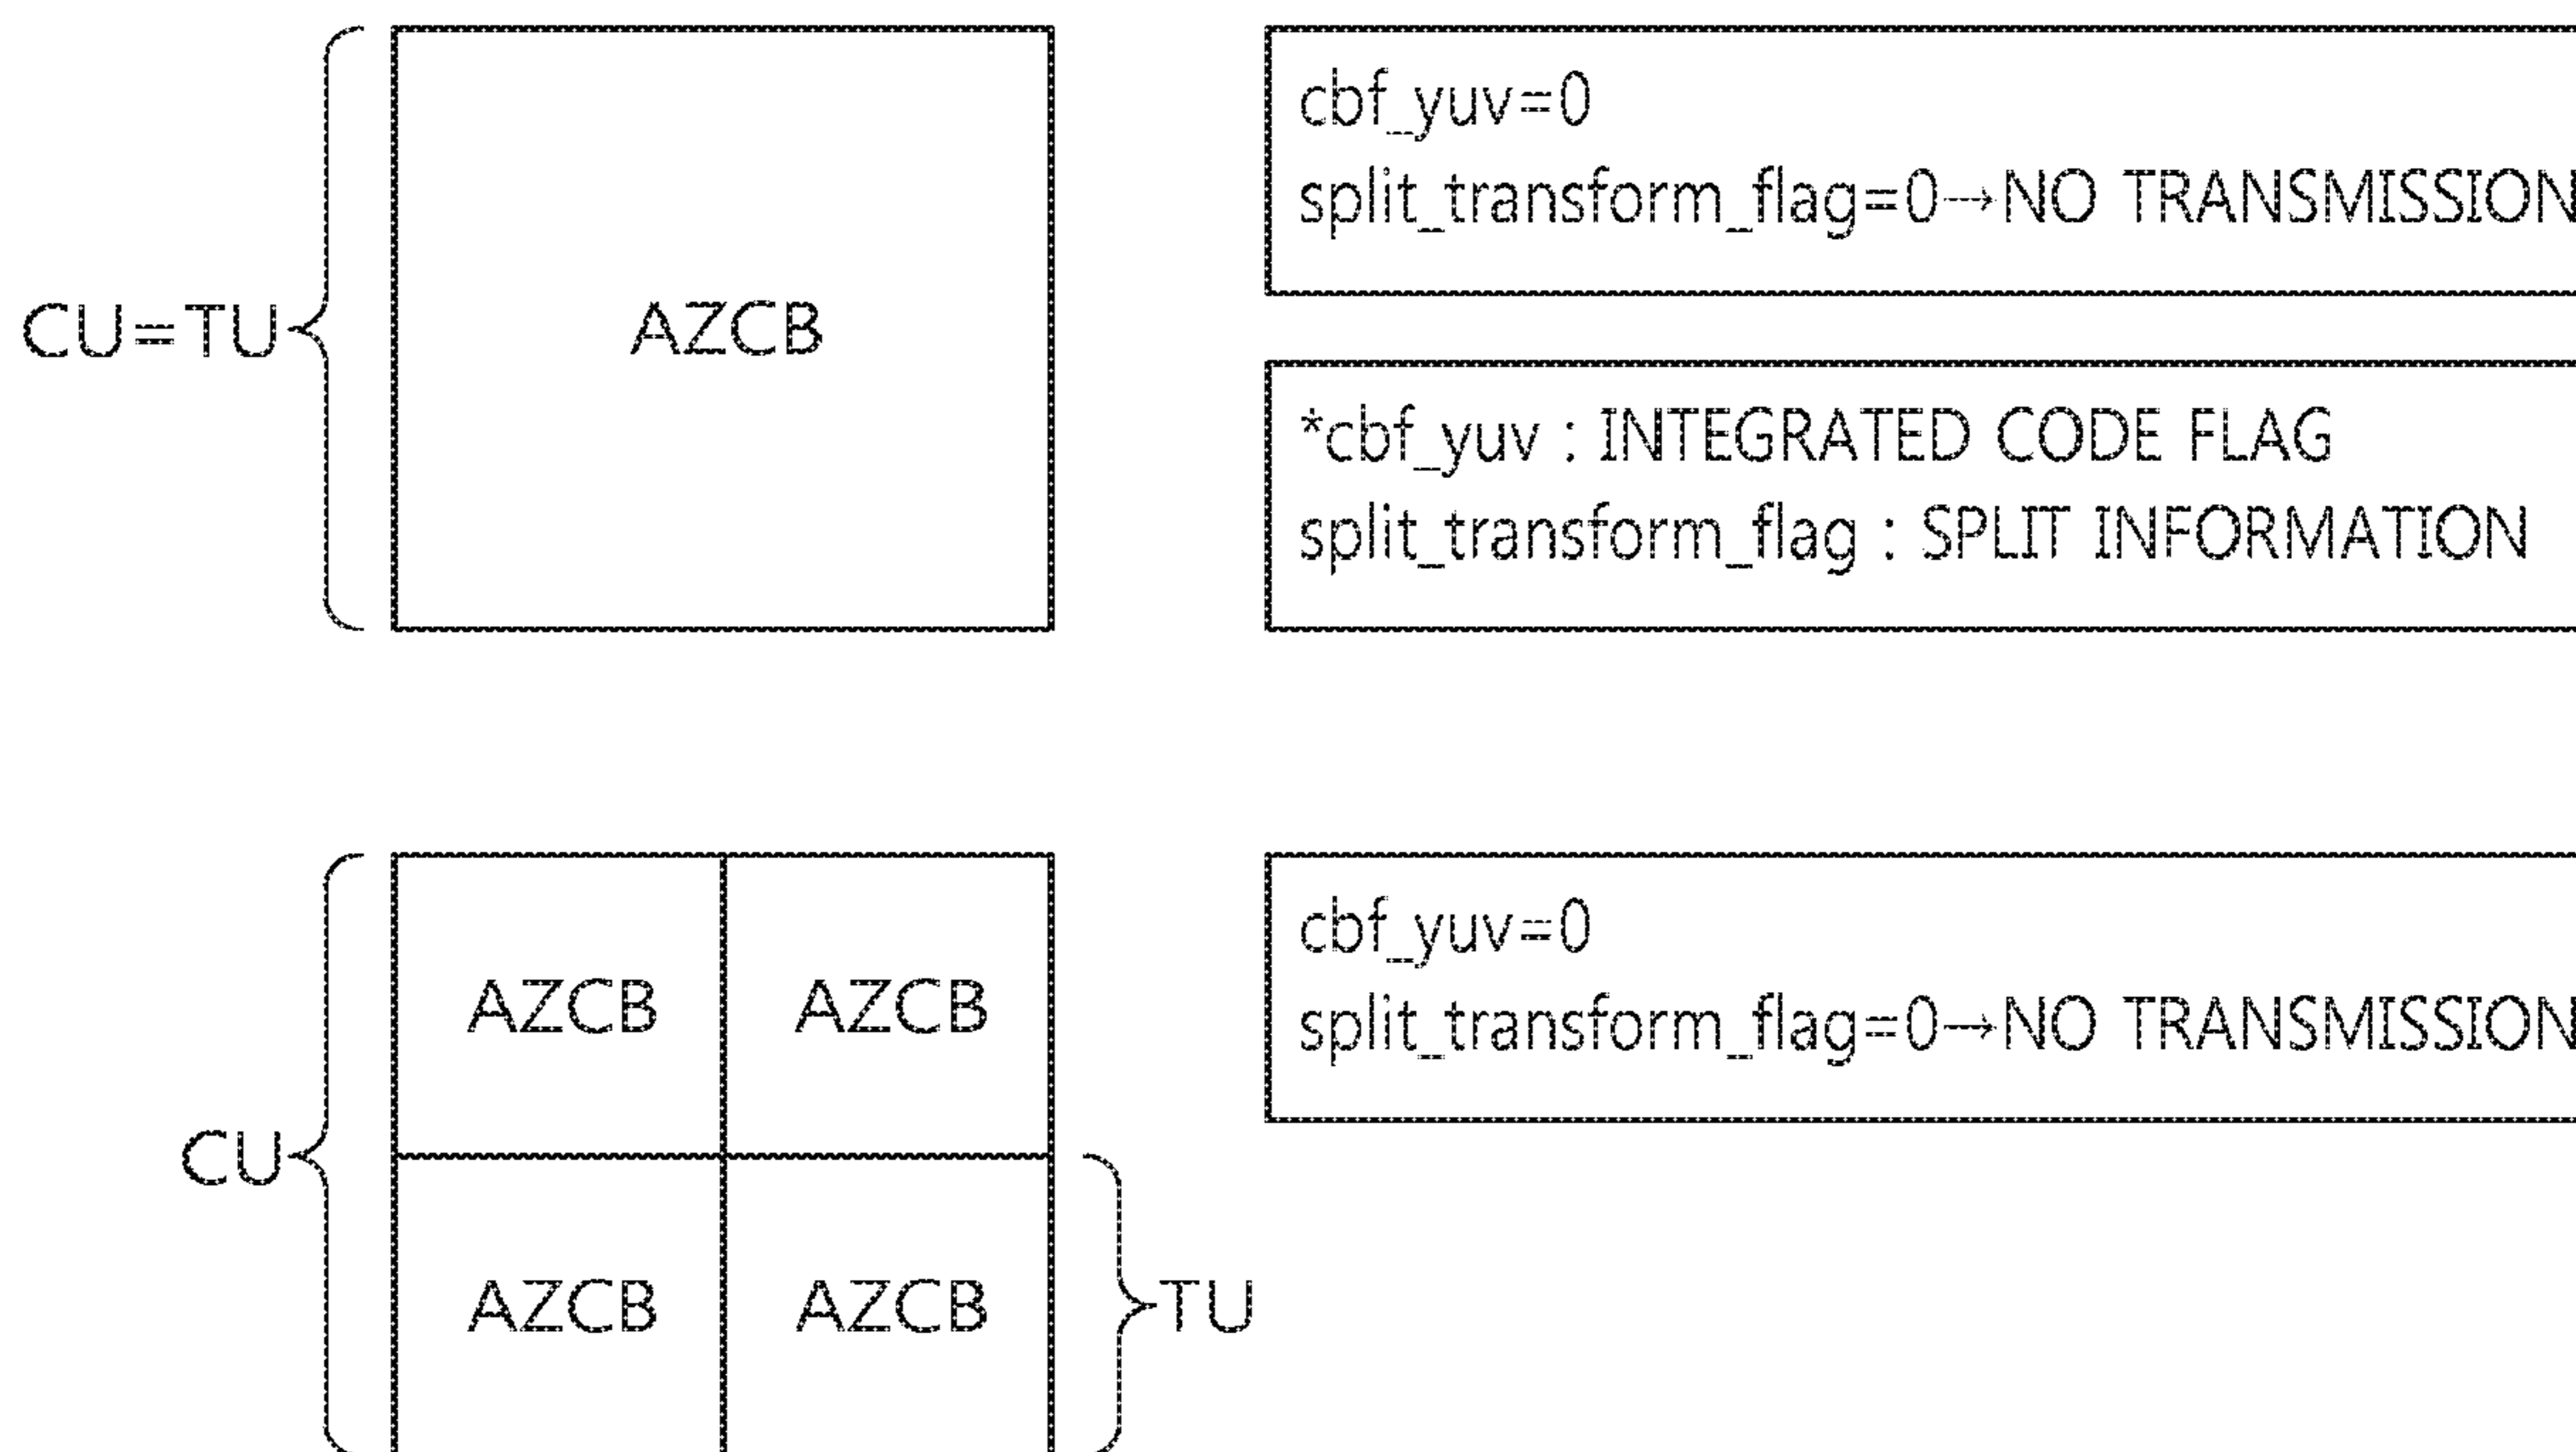 CU=TU
AZCB
cbf_yuv=0
split_transform_flag=0→NO TRANSMISSION
*cbf_yuv : INTEGRATED CODE FLAG
split_transform_flag : SPLIT INFORMATION
CU
AZCB AZCB
AZCB AZCB
TU
cbf_yuv=0
split_transform_flag=0→NO TRANSMISSION